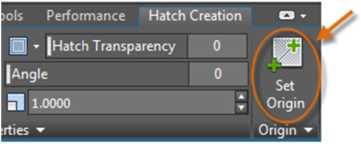 ools Performance Hatch Creation
Hatch Transparency 0
Angle 0
1.0000
Set
Origin
erties Origin